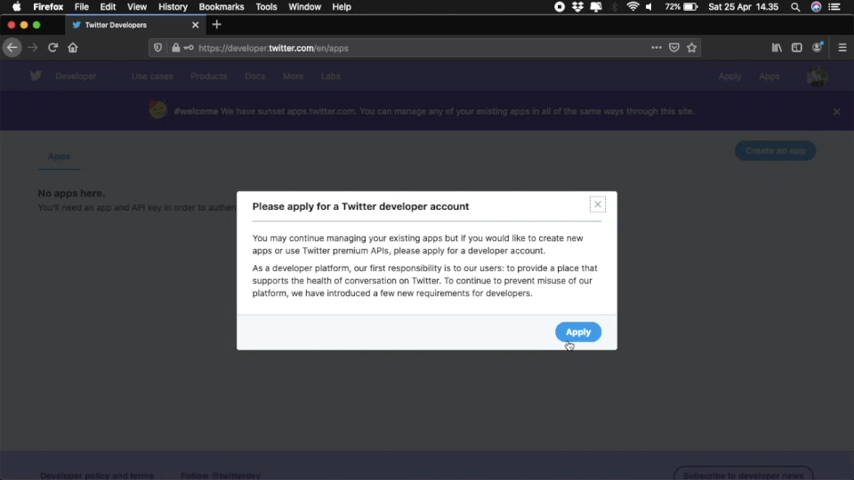 Firefox File Edit View History Bookmarks Tools Window Help 72% Sat 25 Apr 14.35
Twitter Developers
https://developer.twitter.com/en/apps
Developer Use cases Products Docs More Labs Apply Apps
#welcome We have sunset apps.twitter.com. You can manage any of your existing apps in all of the same ways through this site.
Apps
Create an app
No apps here.
You'll need an app and API key in order to authen
Please apply for a Twitter developer account
You may continue managing your existing apps but if you would like to create new
apps or use Twitter premium APIs, please apply for a developer account.
As a developer platform, our first responsibility is to our users: to provide a place that
supports the health of conversation on Twitter. To continue to prevent misuse of our
platform, we have introduced a few new requirements for developers.
Apply
Developer policy and terms Follow @twitterdev Subscribe to developer news